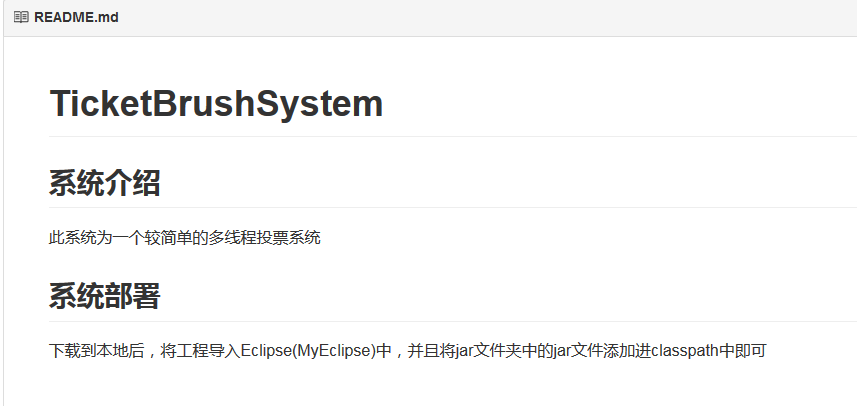 README.md
TicketBrushSystem
系统介绍
此系统为一个较简单的多线程投票系统
系统部署
下载到本地后，将工程导入Eclipse(MyEclipse)中，并且将jar文件夹中的jar文件添加进classpath中即可